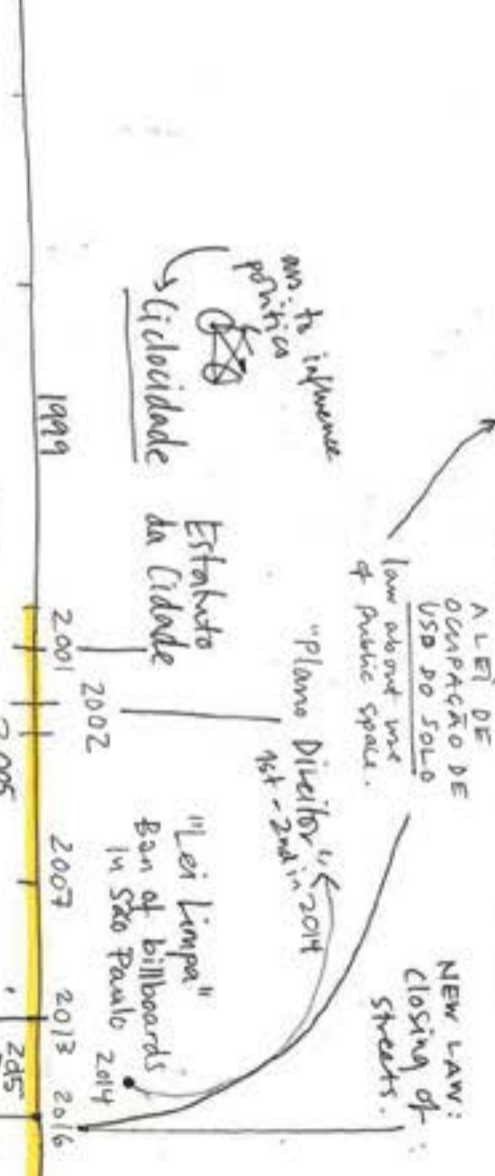 A LEI DE
OCUPAÇÃO DE
USO DO SOLO
law about use
of public space.
NEW LAW:
Closing of
streets.
to influence
politics
Ciclocidade
Estatuto
da Cidade
"Plano Diretor"
1st - 2nd in 2014
"Lei Limpa"
Ban of billboards
in São Paulo
2014
1999
2001
2002
2007
2013
2016
2005